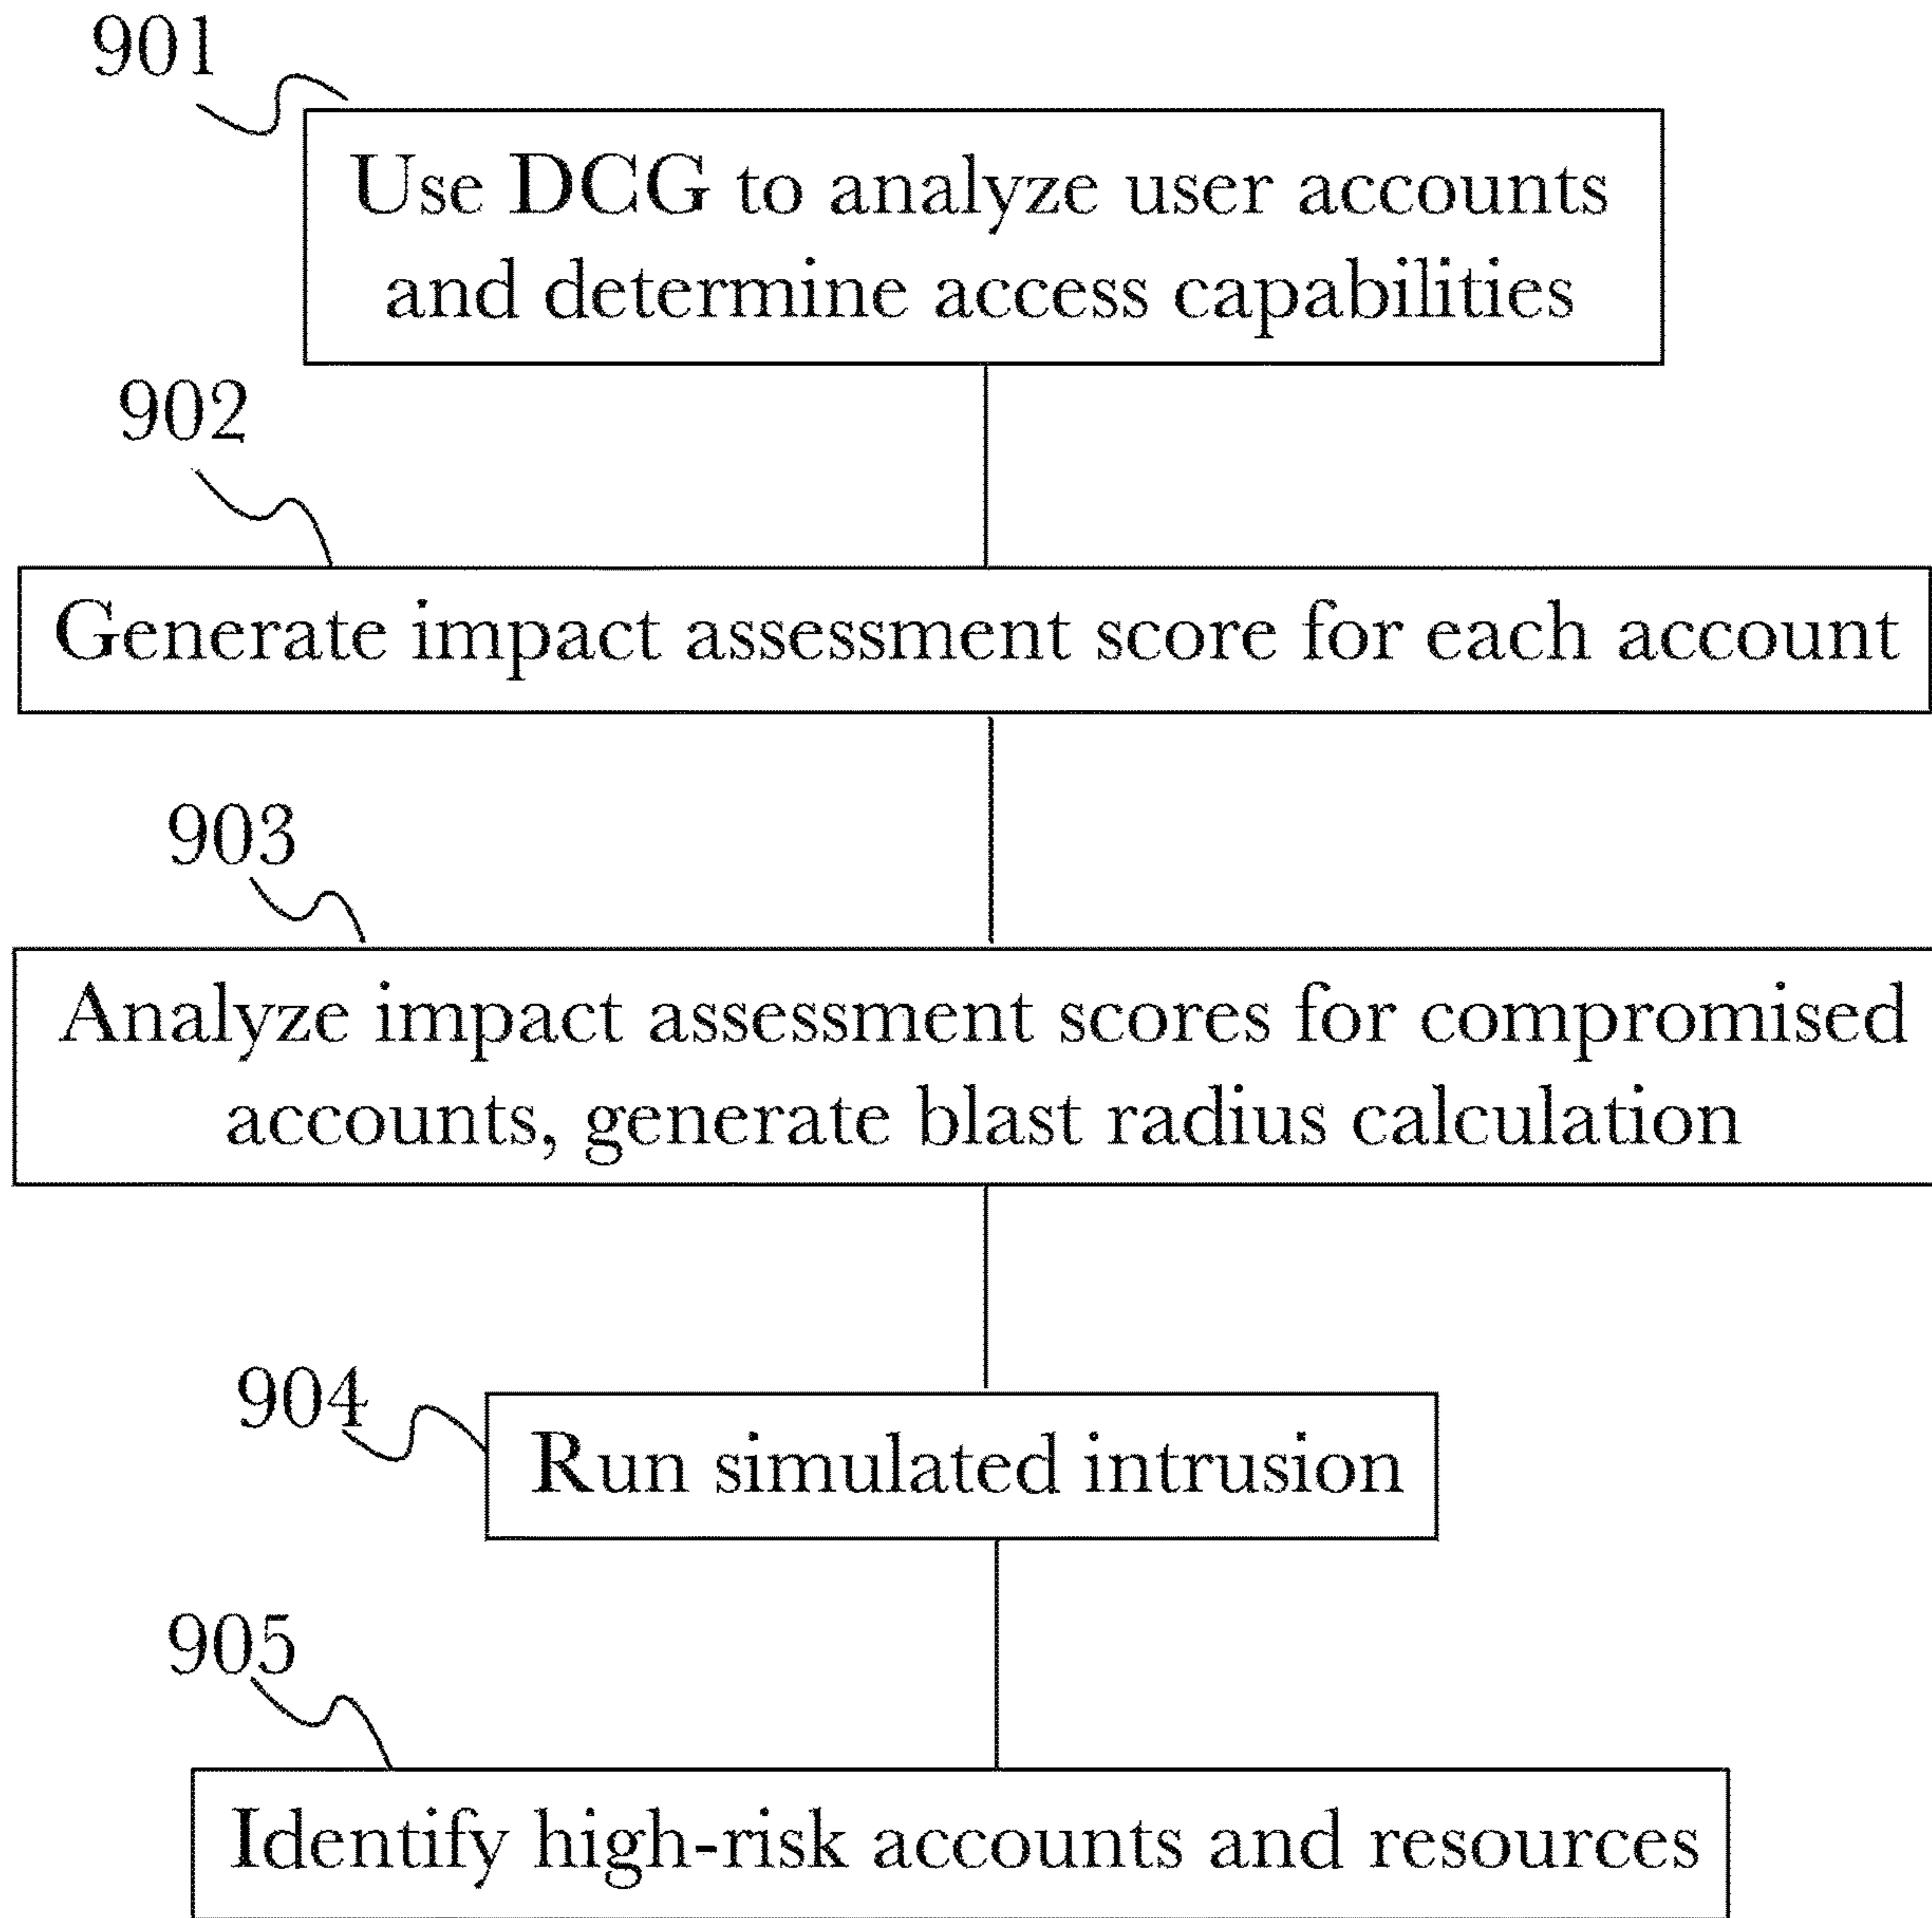 901
Use DCG to analyze user accounts
and determine access capabilities
902
Generate impact assessment score for each account
903
Analyze impact assessment scores for compromised
accounts, generate blast radius calculation
904
Run simulated intrusion
905
Identify high-risk accounts and resources